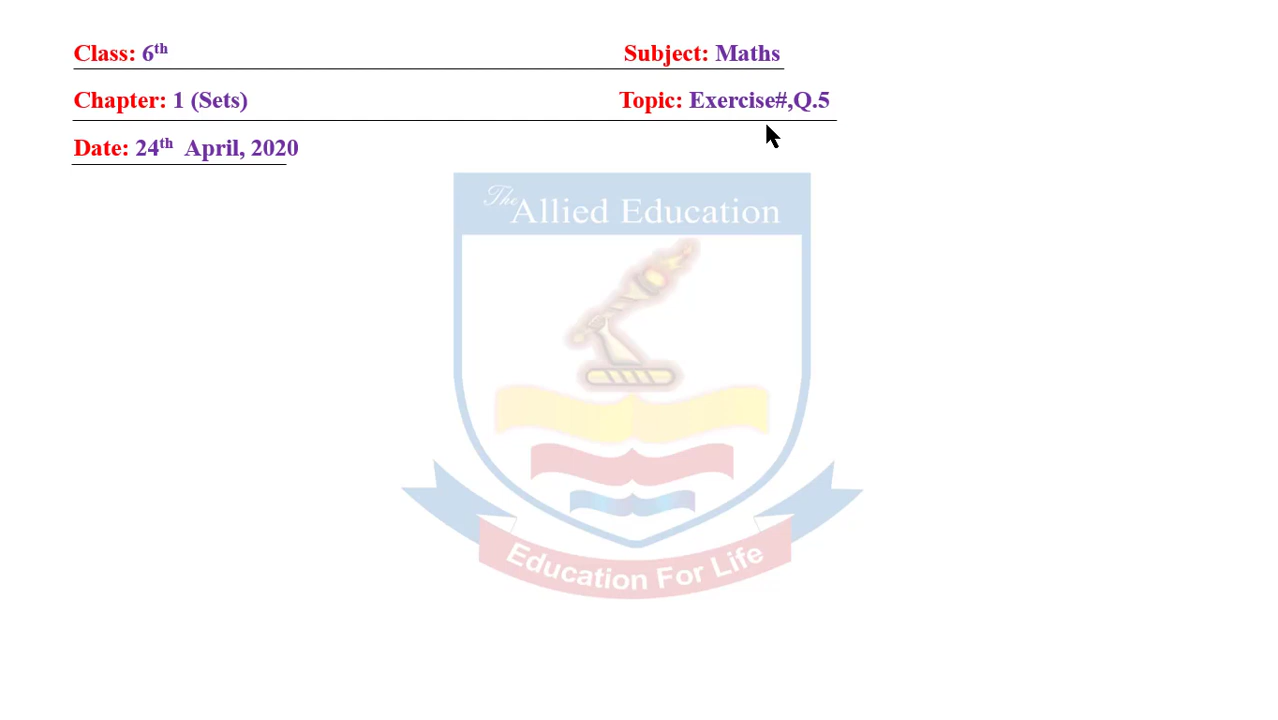 Class: 6th Subject: Maths
Chapter: 1 (Sets) Topic: Exercise#,Q.5
Date: 24th April, 2020
The Allied Education
Education For Life